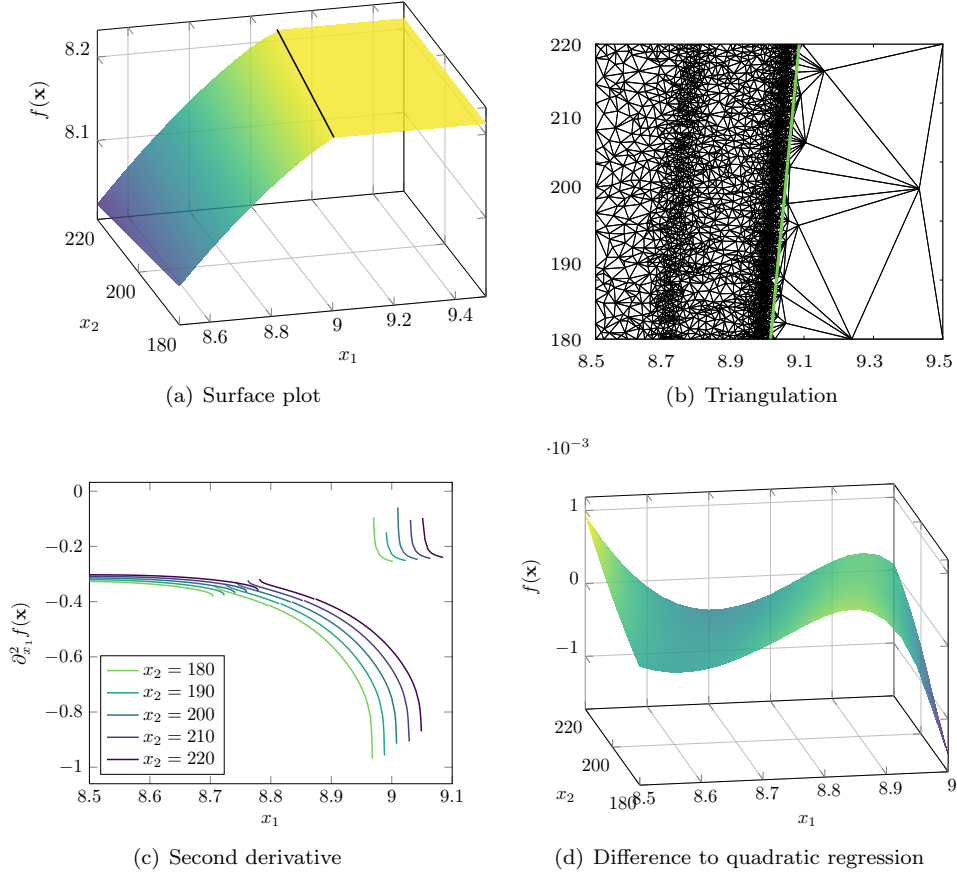 8.2
8.1
f(x)
220
200
180
x₂
8.6
8.8
9
9.2
9.4
x₁
(a) Surface plot
220
210
200
190
180
8.5
8.7
8.9
9.1
9.3
9.5
(b) Triangulation
0
−0.2
−0.4
−0.6
−0.8
−1
∂²ₓ₁ f(x)
x₂ = 180
x₂ = 190
x₂ = 200
x₂ = 210
x₂ = 220
8.5
8.6
8.7
8.8
8.9
9
9.1
x₁
(c) Second derivative
·10⁻³
1
0
−1
f(x)
220
200
180
x₂
8.5
8.6
8.7
8.8
8.9
9
x₁
(d) Difference to quadratic regression